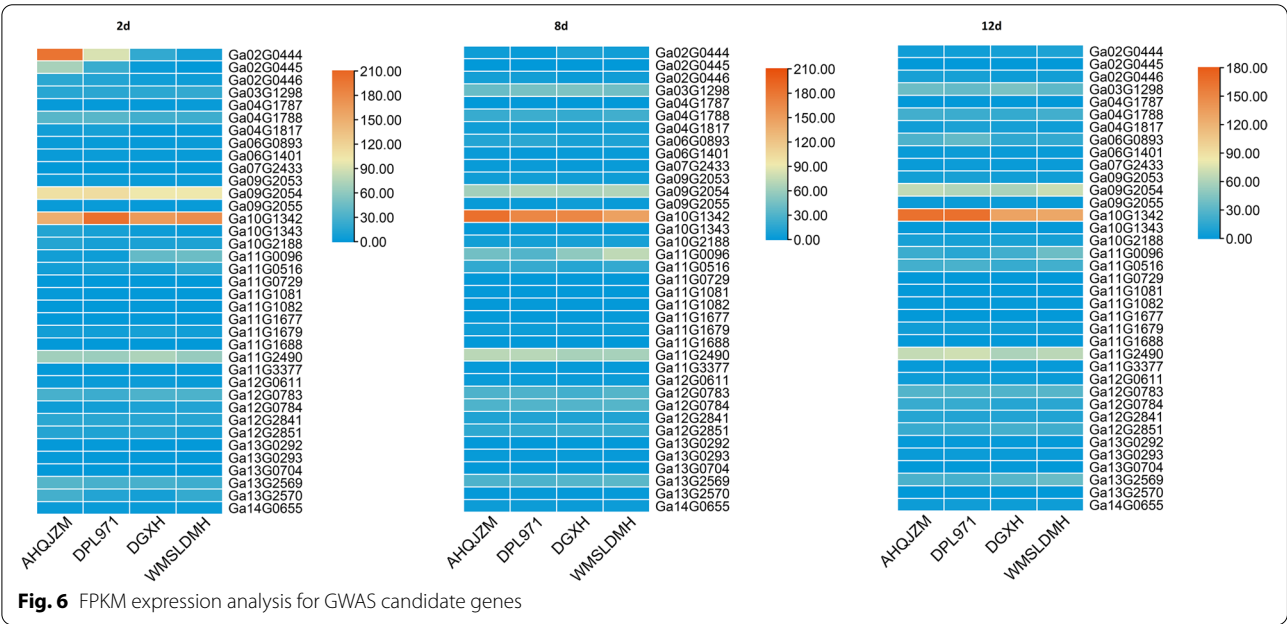 2d
8d
12d
Ga02G0444
Ga02G0445
Ga02G0446
Ga03G1298
Ga04G1787
Ga04G1788
Ga04G1817
Ga06G0893
Ga06G1401
Ga07G2433
Ga09G2053
Ga09G2054
Ga09G2055
Ga10G1342
Ga10G1343
Ga10G2188
Ga11G0096
Ga11G0516
Ga11G0729
Ga11G1081
Ga11G1082
Ga11G1677
Ga11G1679
Ga11G1688
Ga11G2490
Ga11G3377
Ga12G0611
Ga12G0783
Ga12G0784
Ga12G2841
Ga12G2851
Ga13G0292
Ga13G0293
Ga13G0704
Ga13G2569
Ga13G2570
Ga14G0655
AHQJZM
DPL971
DGXH
WMSLDMH
210.00
180.00
150.00
120.00
90.00
60.00
30.00
0.00
Ga02G0444
Ga02G0445
Ga02G0446
Ga03G1298
Ga04G1787
Ga04G1788
Ga04G1817
Ga06G0893
Ga06G1401
Ga07G2433
Ga09G2053
Ga09G2054
Ga09G2055
Ga10G1342
Ga10G1343
Ga10G2188
Ga11G0096
Ga11G0516
Ga11G0729
Ga11G1081
Ga11G1082
Ga11G1677
Ga11G1679
Ga11G1688
Ga11G2490
Ga11G3377
Ga12G0611
Ga12G0783
Ga12G0784
Ga12G2841
Ga12G2851
Ga13G0292
Ga13G0293
Ga13G0704
Ga13G2569
Ga13G2570
Ga14G0655
AHQJZM
DPL971
DGXH
WMSLDMH
210.00
180.00
150.00
120.00
90.00
60.00
30.00
0.00
Ga02G0444
Ga02G0445
Ga02G0446
Ga03G1298
Ga04G1787
Ga04G1788
Ga04G1817
Ga06G0893
Ga06G1401
Ga07G2433
Ga09G2053
Ga09G2054
Ga09G2055
Ga10G1342
Ga10G1343
Ga10G2188
Ga11G0096
Ga11G0516
Ga11G0729
Ga11G1081
Ga11G1082
Ga11G1677
Ga11G1679
Ga11G1688
Ga11G2490
Ga11G3377
Ga12G0611
Ga12G0783
Ga12G0784
Ga12G2841
Ga12G2851
Ga13G0292
Ga13G0293
Ga13G0704
Ga13G2569
Ga13G2570
Ga14G0655
AHQJZM
DPL971
DGXH
WMSLDMH
180.00
150.00
120.00
90.00
60.00
30.00
0.00
Fig. 6 FPKM expression analysis for GWAS candidate genes